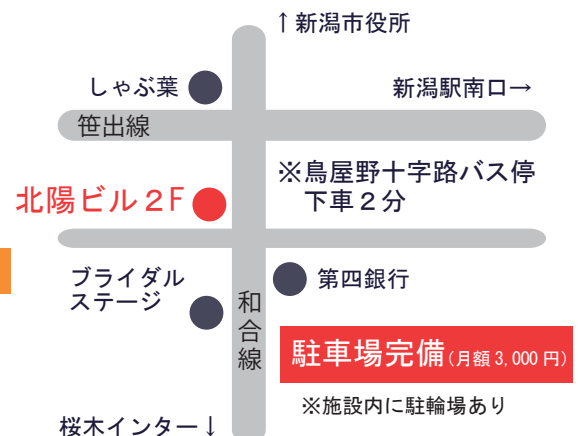 ↑新潟市役所
しゃぶ葉
新潟駅南口→
笹出線
※鳥屋野十字路バス停
下車２分
北陽ビル２F
ブライダル
ステージ
第四銀行
和合線
駐車場完備(月額3,000円)
※施設内に駐輪場あり
桜木インター↓